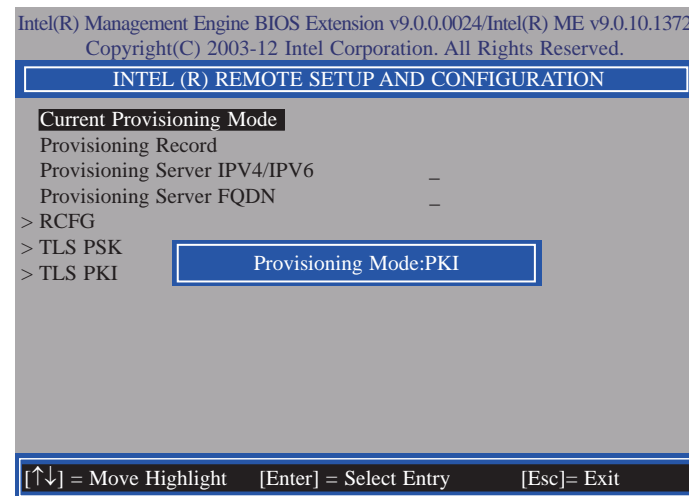 Intel(R) Management Engine BIOS Extension v9.0.0.0024/Intel(R) ME v9.0.10.1372
Copyright(C) 2003-12 Intel Corporation. All Rights Reserved.
INTEL (R) REMOTE SETUP AND CONFIGURATION
Current Provisioning Mode
Provisioning Record
Provisioning Server IPV4/IPV6 _
Provisioning Server FQDN _
> RCFG
> TLS PSK
> TLS PKI
Provisioning Mode:PKI
[↑↓] = Move Highlight [Enter] = Select Entry [Esc]= Exit